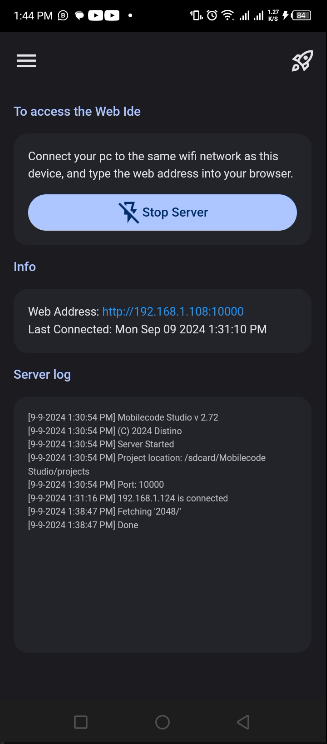 1:44 PM
1.27
K/S
84
To access the Web Ide
Connect your pc to the same wifi network as this
device, and type the web address into your browser.
Stop Server
Info
Web Address: http://192.168.1.108:10000
Last Connected: Mon Sep 09 2024 1:31:10 PM
Server log
[9-9-2024 1:30:54 PM] Mobilecode Studio v 2.72
[9-9-2024 1:30:54 PM] (C) 2024 Distino
[9-9-2024 1:30:54 PM] Server Started
[9-9-2024 1:30:54 PM] Project location: /sdcard/Mobilecode
Studio/projects
[9-9-2024 1:30:54 PM] Port: 10000
[9-9-2024 1:31:16 PM] 192.168.1.124 is connected
[9-9-2024 1:38:47 PM] Fetching '2048/'
[9-9-2024 1:38:47 PM] Done